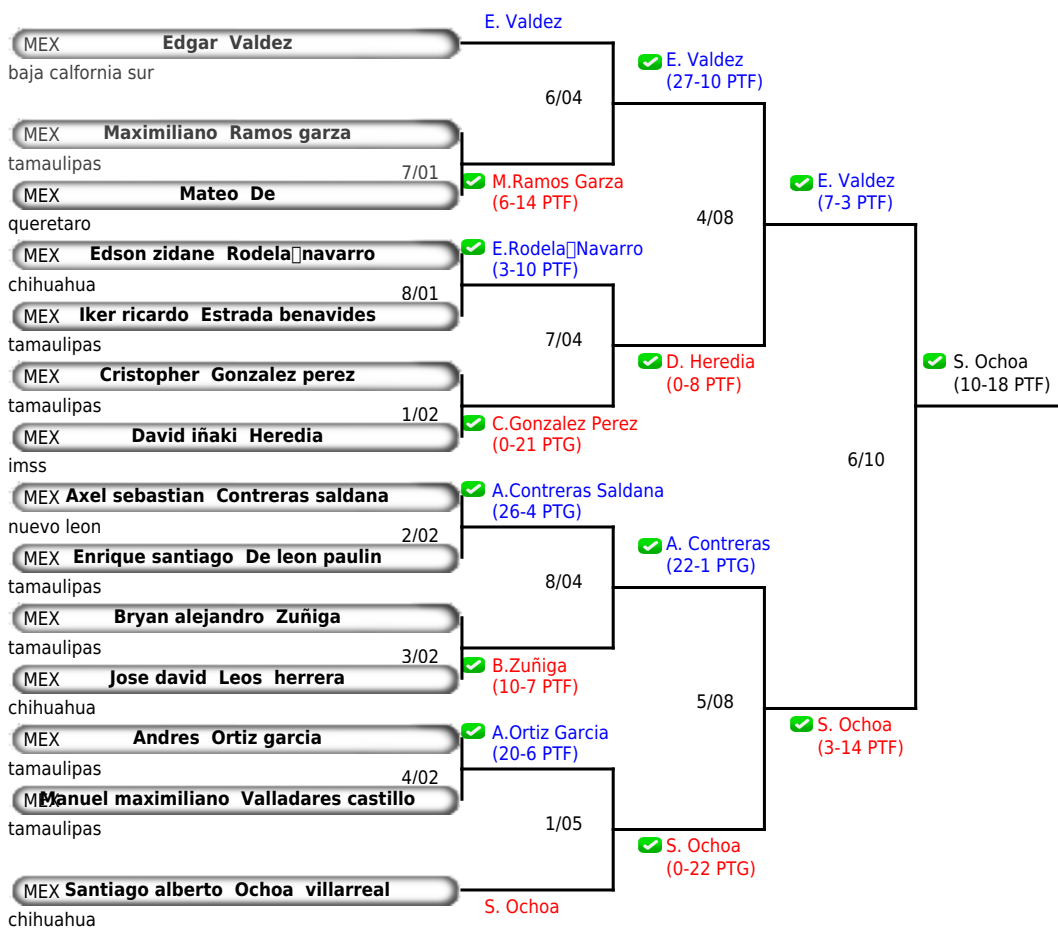 E. Valdez
MEX Edgar Valdez
baja calfornia sur
E. Valdez
(27-10 PTF)
6/04
MEX Maximiliano Ramos garza
tamaulipas
7/01
M.Ramos Garza
(6-14 PTF)
MEX Mateo De
queretaro
E. Valdez
(7-3 PTF)
4/08
MEX Edson zidane Rodela▯navarro
chihuahua
E.Rodela▯Navarro
(3-10 PTF)
8/01
MEX Iker ricardo Estrada benavides
tamaulipas
7/04
D. Heredia
(0-8 PTF)
S. Ochoa
(10-18 PTF)
MEX Cristopher Gonzalez perez
tamaulipas
1/02
C.Gonzalez Perez
(0-21 PTG)
MEX David iñaki Heredia
imss
6/10
MEX Axel sebastian Contreras saldana
nuevo leon
A.Contreras Saldana
(26-4 PTG)
2/02
MEX Enrique santiago De leon paulin
tamaulipas
A. Contreras
(22-1 PTG)
8/04
MEX Bryan alejandro Zuñiga
tamaulipas
3/02
B.Zuñiga
(10-7 PTF)
MEX Jose david Leos herrera
chihuahua
5/08
S. Ochoa
(3-14 PTF)
MEX Andres Ortiz garcia
tamaulipas
A.Ortiz Garcia
(20-6 PTF)
4/02
MEX Manuel maximiliano Valladares castillo
tamaulipas
1/05
S. Ochoa
(0-22 PTG)
MEX Santiago alberto Ochoa villarreal
chihuahua
S. Ochoa